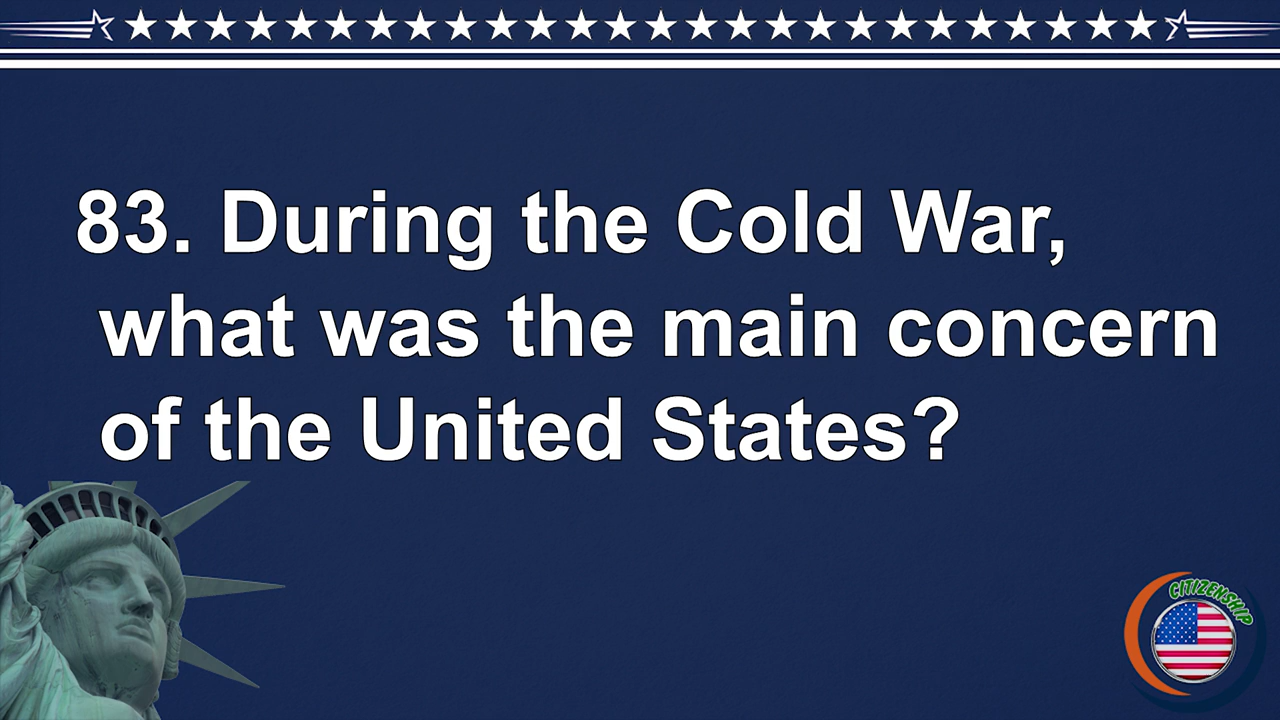 83. During the Cold War,
what was the main concern
of the United States?
CITIZENSHIP